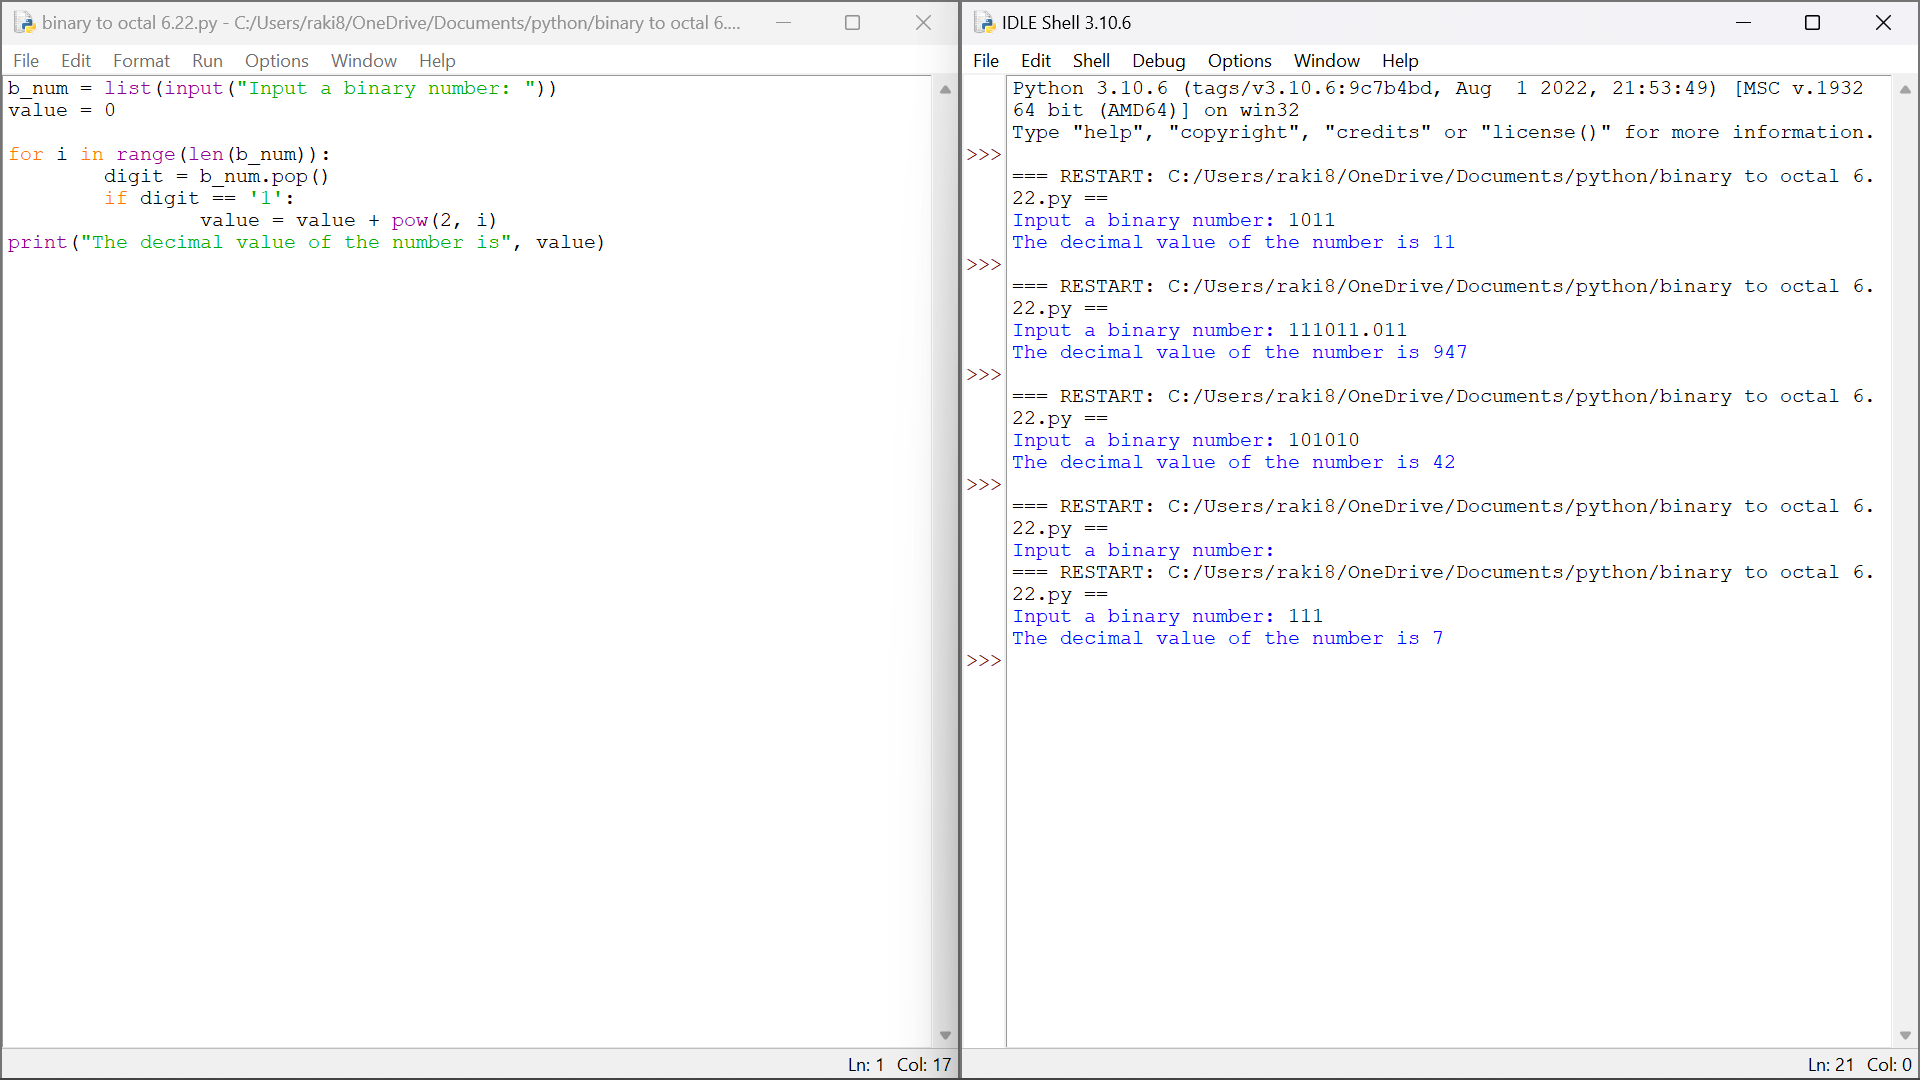 binary to octal 6.22.py - C:/Users/raki8/OneDrive/Documents/python/binary to octal 6....
File Edit Format Run Options Window Help
b_num = list(input("Input a binary number: "))
value = 0
for i in range(len(b_num)):
        digit = b_num.pop()
        if digit == '1':
                value = value + pow(2, i)
print("The decimal value of the number is", value)
Ln: 1 Col: 17
IDLE Shell 3.10.6
File Edit Shell Debug Options Window Help
Python 3.10.6 (tags/v3.10.6:9c7b4bd, Aug  1 2022, 21:53:49) [MSC v.1932
64 bit (AMD64)] on win32
Type "help", "copyright", "credits" or "license()" for more information.
>>>
=== RESTART: C:/Users/raki8/OneDrive/Documents/python/binary to octal 6.
22.py ==
Input a binary number: 1011
The decimal value of the number is 11
>>>
=== RESTART: C:/Users/raki8/OneDrive/Documents/python/binary to octal 6.
22.py ==
Input a binary number: 111011.011
The decimal value of the number is 947
>>>
=== RESTART: C:/Users/raki8/OneDrive/Documents/python/binary to octal 6.
22.py ==
Input a binary number: 101010
The decimal value of the number is 42
>>>
=== RESTART: C:/Users/raki8/OneDrive/Documents/python/binary to octal 6.
22.py ==
Input a binary number:
=== RESTART: C:/Users/raki8/OneDrive/Documents/python/binary to octal 6.
22.py ==
Input a binary number: 111
The decimal value of the number is 7
>>>
Ln: 21 Col: 0